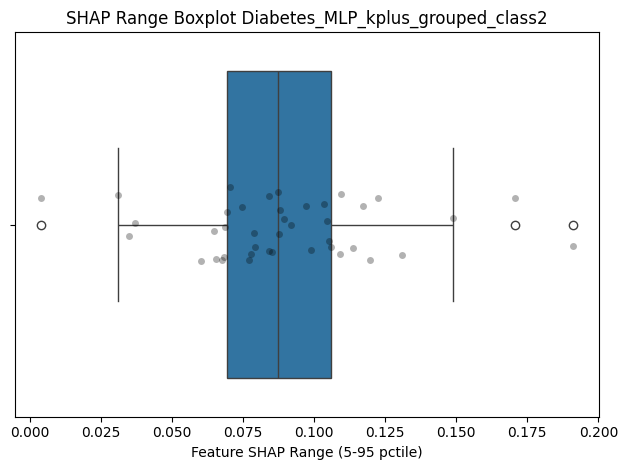 SHAP Range Boxplot Diabetes_MLP_kplus_grouped_class2
0.000 0.025 0.050 0.075 0.100 0.125 0.150 0.175 0.200
Feature SHAP Range (5-95 pctile)